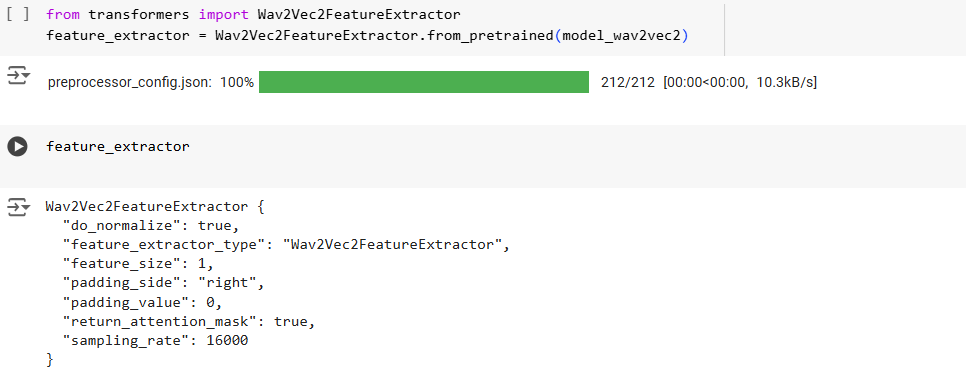 [ ] from transformers import Wav2Vec2FeatureExtractor
feature_extractor = Wav2Vec2FeatureExtractor.from_pretrained(model_wav2vec2)
preprocessor_config.json: 100% 212/212 [00:00<00:00, 10.3kB/s]
feature_extractor
Wav2Vec2FeatureExtractor {
  "do_normalize": true,
  "feature_extractor_type": "Wav2Vec2FeatureExtractor",
  "feature_size": 1,
  "padding_side": "right",
  "padding_value": 0,
  "return_attention_mask": true,
  "sampling_rate": 16000
}